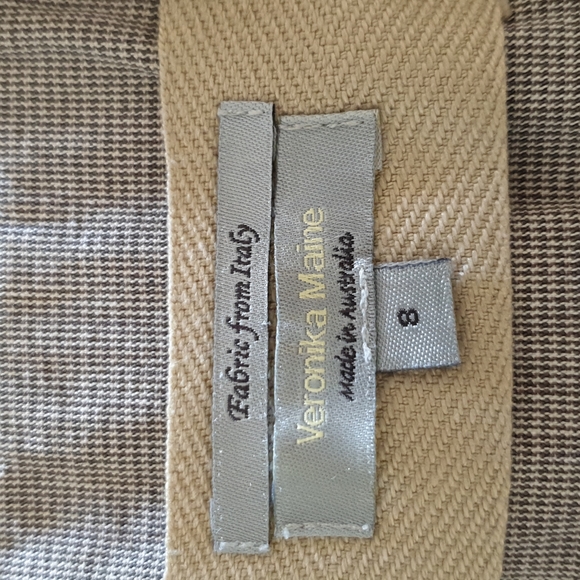 Fabric from Italy
Veronika Maine
made in Australia
8